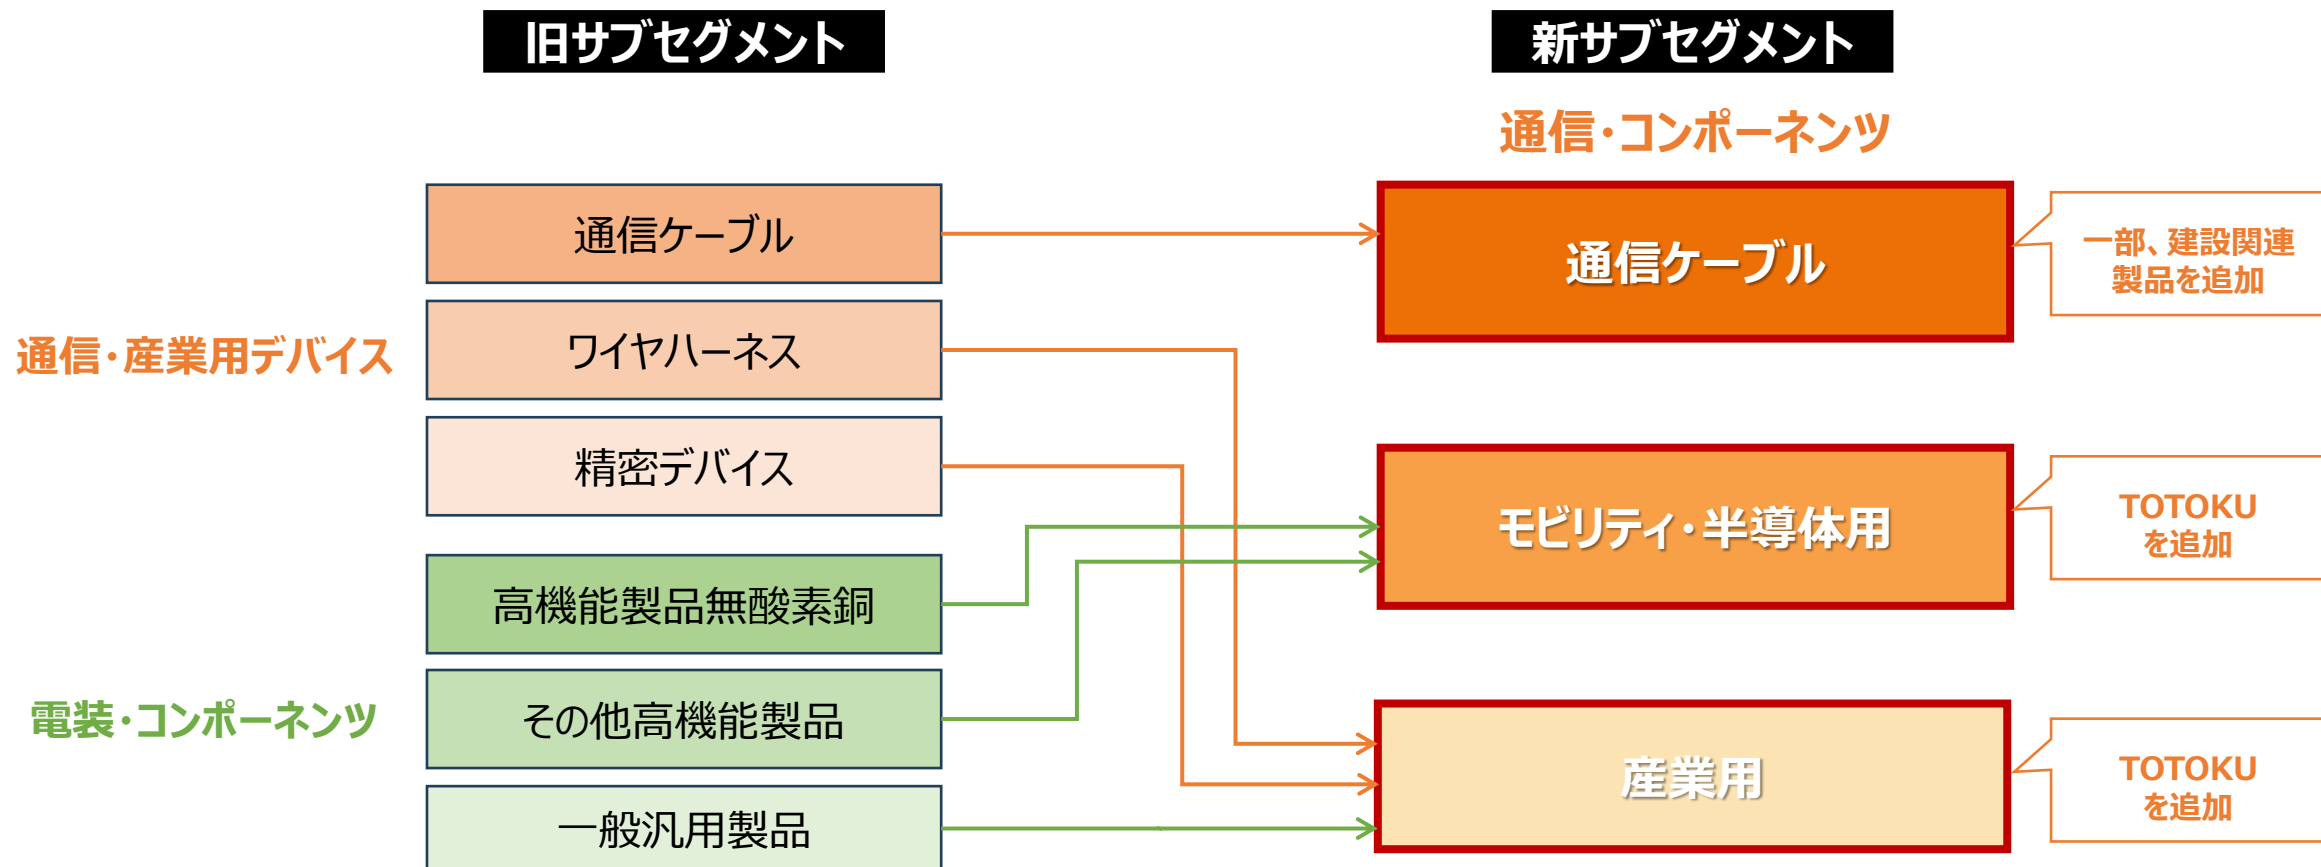 旧サブセグメント
新サブセグメント
通信・コンポーネンツ
通信・産業用デバイス
通信ケーブル
ワイヤハーネス
精密デバイス
電装・コンポーネンツ
高機能製品無酸素銅
その他高機能製品
一般汎用製品
通信ケーブル
一部、建設関連
製品を追加
モビリティ・半導体用
TOTOKU
を追加
産業用
TOTOKU
を追加